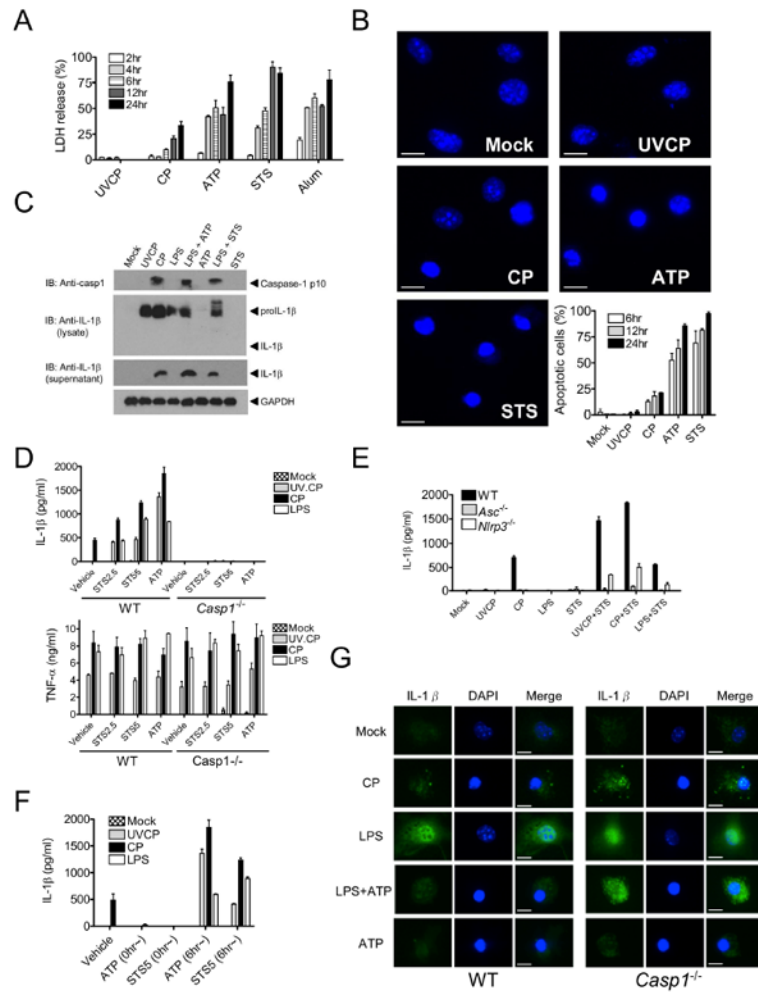 A
LDH release (%)
100
75
50
25
0
2hr
4hr
6hr
12hr
24hr
UVCP
CP
ATP
STS
Alum
B
Mock
UVCP
CP
ATP
STS
Apoptotic cells (%)
100
75
50
25
0
6hr
12hr
24hr
Mock
UVCP
CP
ATP
STS
C
Mock
UVCP
CP
LPS
LPS + ATP
ATP
LPS + STS
STS
IB: Anti-casp1
Caspase-1 p10
IB: Anti-IL-1β
(lysate)
proIL-1β
IL-1β
IB: Anti-IL-1β
(supernatant)
IL-1β
GAPDH
D
IL-1β (pg/ml)
2000
1500
1000
500
0
Mock
UV.CP
CP
LPS
Vehicle
STS2.5
STS5
ATP
Vehicle
STS2.5
STS5
ATP
WT
Casp1-/-
TNF-α (ng/ml)
10
8
6
4
2
0
Mock
UV.CP
CP
LPS
Vehicle
STS2.5
STS5
ATP
Vehicle
STS2.5
STS5
ATP
WT
Casp1-/-
E
IL-1β (pg/ml)
2000
1500
1000
500
0
WT
Asc-/-
Nlrp3-/-
Mock
UVCP
CP
LPS
STS
UVCP+STS
CP+STS
LPS+STS
F
IL-1β (pg/ml)
2000
1500
1000
500
0
Mock
UVCP
CP
LPS
Vehicle
ATP (0hr~)
STS5 (0hr~)
ATP (6hr~)
STS5 (6hr~)
G
IL-1 β DAPI Merge IL-1 β DAPI Merge
Mock
CP
LPS
LPS+ATP
ATP
WT Casp1-/-